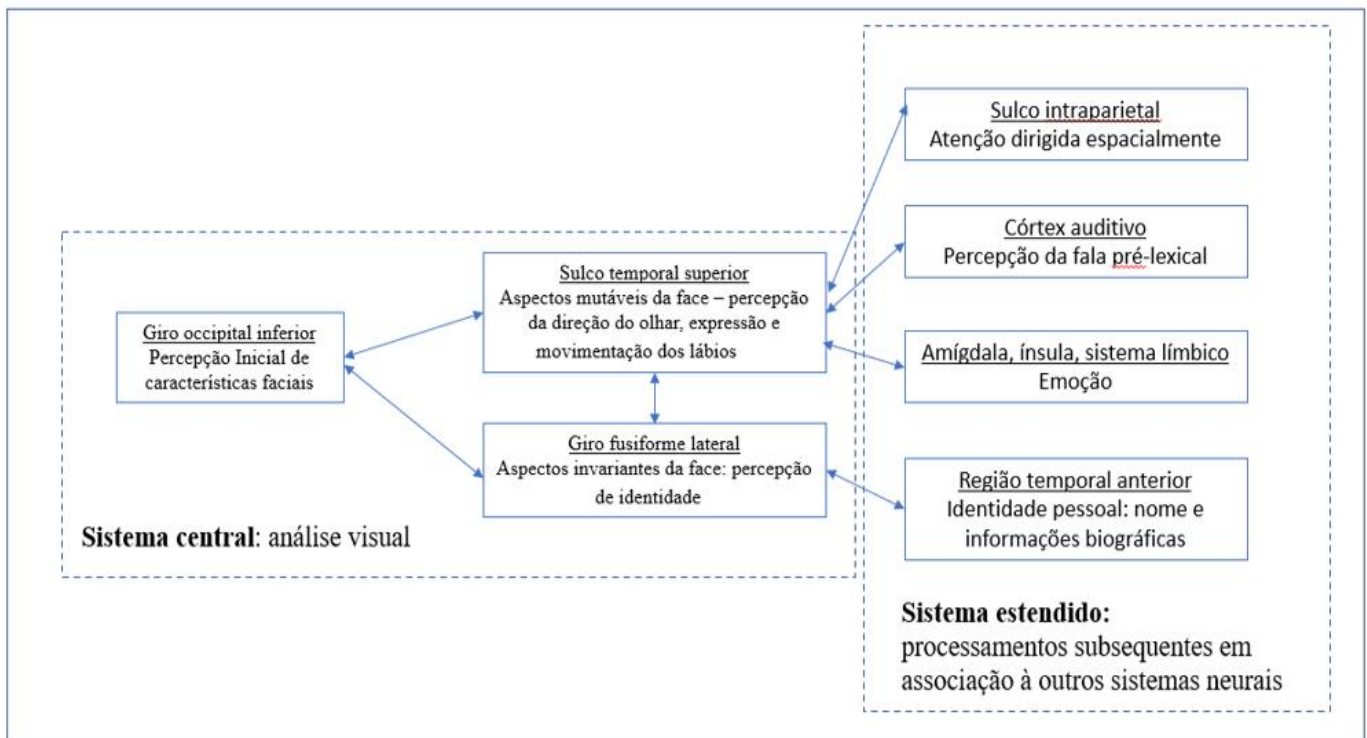 Sulco intraparietal
Atenção dirigida espacialmente
Córtex auditivo
Percepção da fala pré-lexical
Sulco temporal superior
Aspectos mutáveis da face – percepção
da direção do olhar, expressão e
movimentação dos lábios
Giro occipital inferior
Percepção Inicial de
características faciais
Amígdala, ínsula, sistema límbico
Emoção
Giro fusiforme lateral
Aspectos invariantes da face: percepção
de identidade
Região temporal anterior
Identidade pessoal: nome e
informações biográficas
Sistema central: análise visual
Sistema estendido:
processamentos subsequentes em
associação à outros sistemas neurais